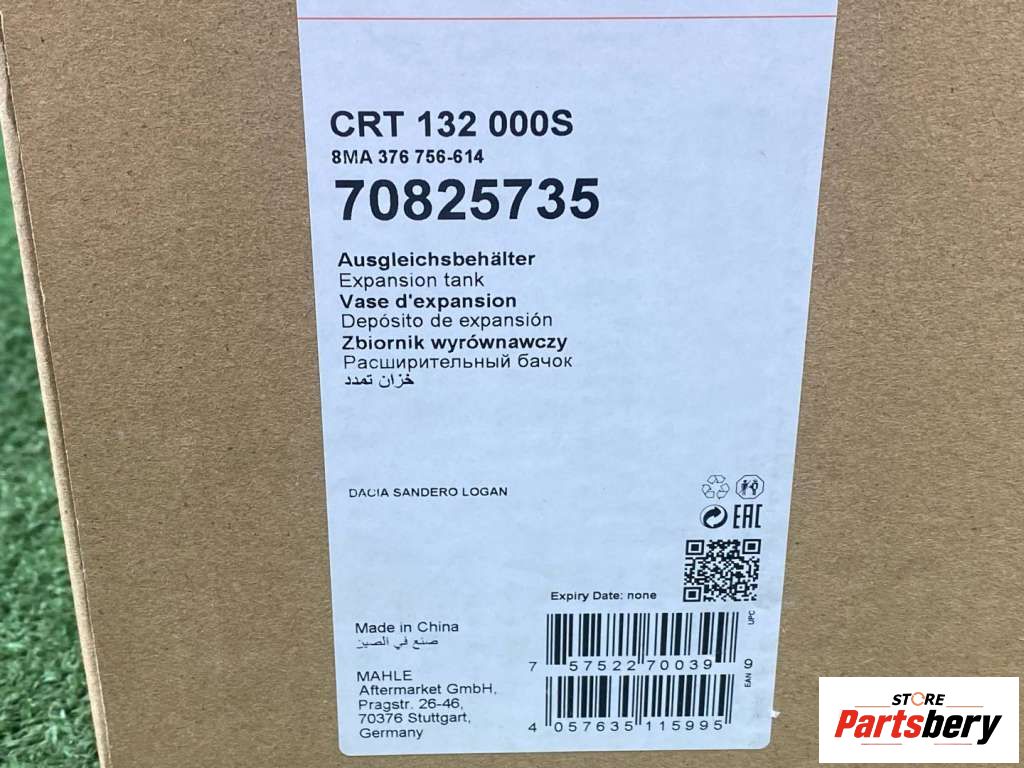 CRT 132 000S
8MA 376 756-614
70825735
Ausgleichsbehälter
Expansion tank
Vase d'expansion
Depósito de expansión
Zbiornik wyrównawczy
Расширительный бачок
خزان تمدد
DACIA SANDERO LOGAN
EAC
Expiry Date: none
UPC
7 57522 70039 9
Made in China
صنع في الصين
MAHLE
Aftermarket GmbH,
Pragstr. 26-46,
70376 Stuttgart,
Germany
EAN
4 057635 115995
STORE
Partsbery